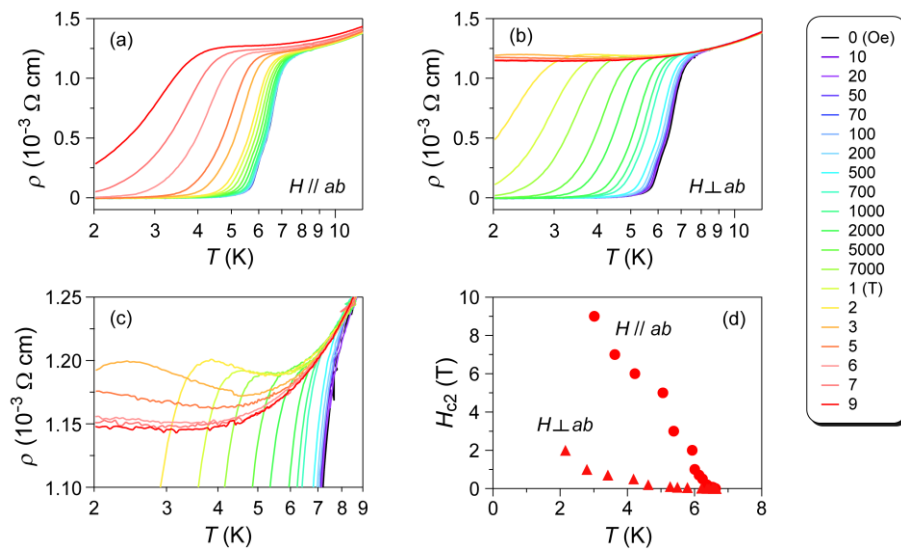 (a)
ρ (10⁻³ Ω cm)
1.5
1.0
0.5
0
H // ab
2 3 4 5 6 7 8 9 10
T (K)
(b)
ρ (10⁻³ Ω cm)
1.5
1.0
0.5
0
H⊥ab
2 3 4 5 6 7 8 9 10
T (K)
0 (Oe)
10
20
50
70
100
200
500
700
1000
2000
5000
7000
1 (T)
2
3
5
6
7
9
(c)
ρ (10⁻³ Ω cm)
1.25
1.20
1.15
1.10
2 3 4 5 6 7 8 9
T (K)
(d)
Hc2 (T)
10
8
6
4
2
0
H // ab
H⊥ab
0 2 4 6 8
T (K)